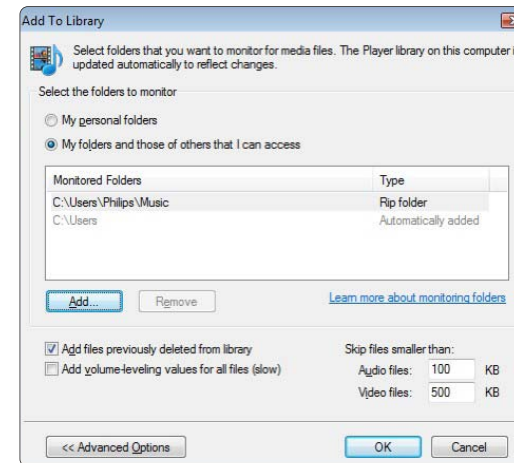 Add To Library
Select folders that you want to monitor for media files. The Player library on this computer
updated automatically to reflect changes.
Select the folders to monitor
My personal folders
My folders and those of others that I can access
Monitored Folders Type
C:\Users\Philips\Music Rip folder
C:\Users Automatically added
Add... Remove Learn more about monitoring folders
Add files previously deleted from library Skip files smaller than:
Add volume-leveling values for all files (slow) Audio files: 100 KB
Video files: 500 KB
<< Advanced Options OK Cancel